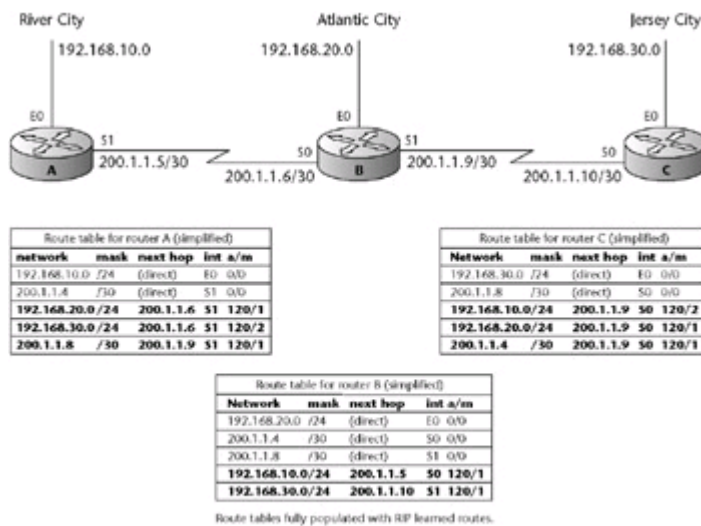 River City
Atlantic City
Jersey City
192.168.10.0
192.168.20.0
192.168.30.0
E0
E0
E0
S1
S0
S1
S0
A
B
C
200.1.1.5/30
200.1.1.6/30
200.1.1.9/30
200.1.1.10/30
Route table for router A (simplified)
network mask next hop int a/m
192.168.10.0 /24 (direct) E0 0/0
200.1.1.4 /30 (direct) S1 0/0
192.168.20.0/24 200.1.1.6 S1 120/1
192.168.30.0/24 200.1.1.6 S1 120/2
200.1.1.8 /30 200.1.1.9 S1 120/1
Route table for router C (simplified)
Network mask next hop int a/m
192.168.30.0 /24 (direct) E0 0/0
200.1.1.8 /30 (direct) S0 0/0
192.168.10.0/24 200.1.1.9 S0 120/2
192.168.20.0/24 200.1.1.9 S0 120/1
200.1.1.4 /30 200.1.1.9 S0 120/1
Route table for router B (simplified)
Network mask next hop int a/m
192.168.20.0 /24 (direct) E0 0/0
200.1.1.4 /30 (direct) S0 0/0
200.1.1.8 /30 (direct) S1 0/0
192.168.10.0/24 200.1.1.5 S0 120/1
192.168.30.0/24 200.1.1.10 S1 120/1
Route tables fully populated with RIP learned routes.